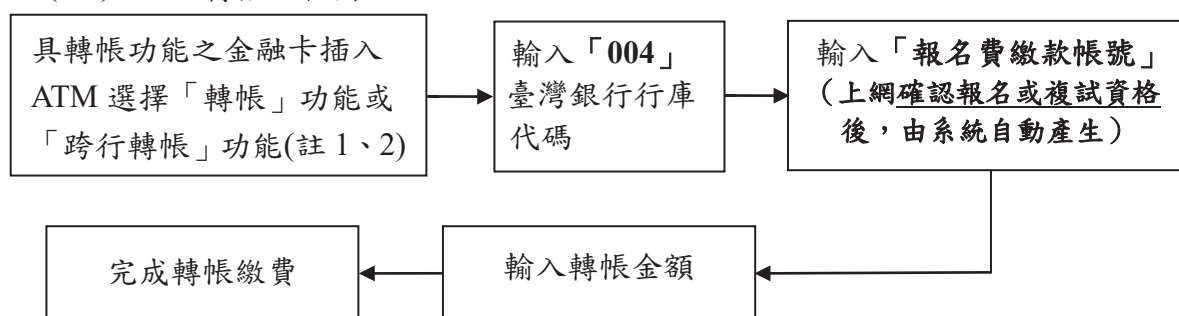 具轉帳功能之金融卡插入
ATM 選擇「轉帳」功能或
「跨行轉帳」功能(註 1、2)
輸入「004」
臺灣銀行行庫
代碼
輸入「報名費繳款帳號」
(上網確認報名或複試資格
後,由系統自動產生)
輸入轉帳金額
完成轉帳繳費